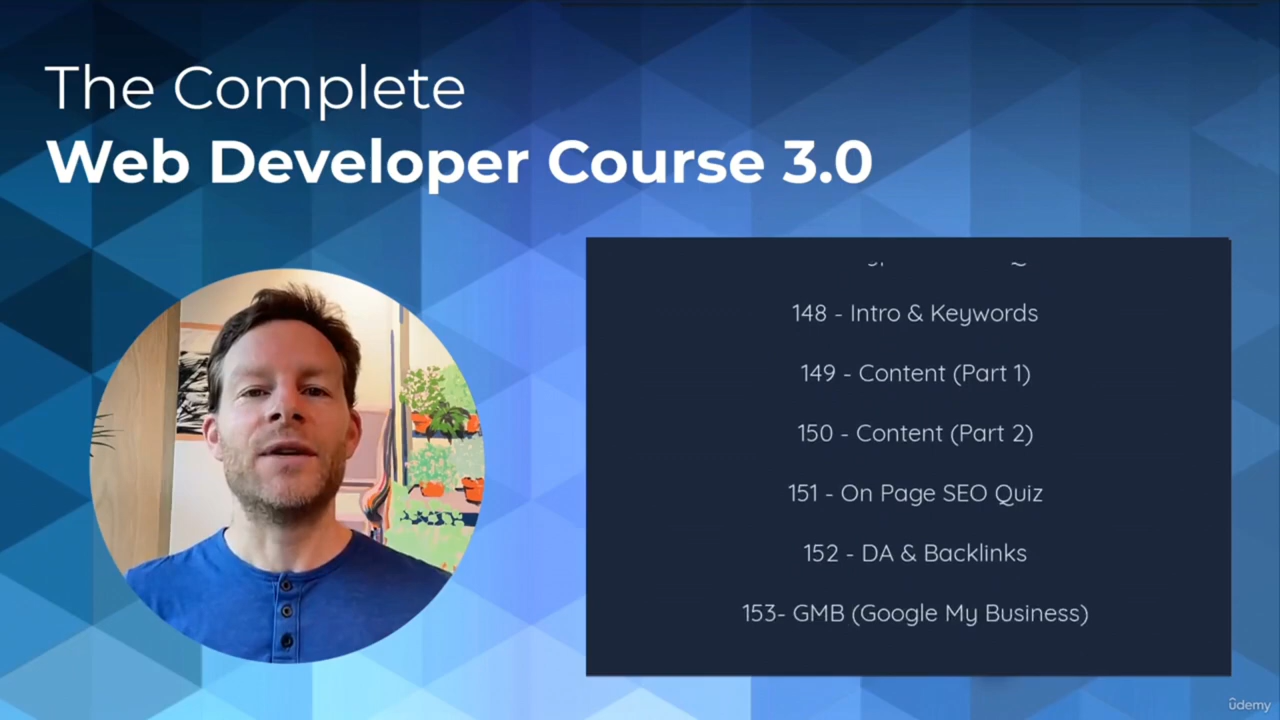 The Complete
Web Developer Course 3.0
148 - Intro & Keywords
149 - Content (Part 1)
150 - Content (Part 2)
151 - On Page SEO Quiz
152 - DA & Backlinks
153- GMB (Google My Business)
ûdemy